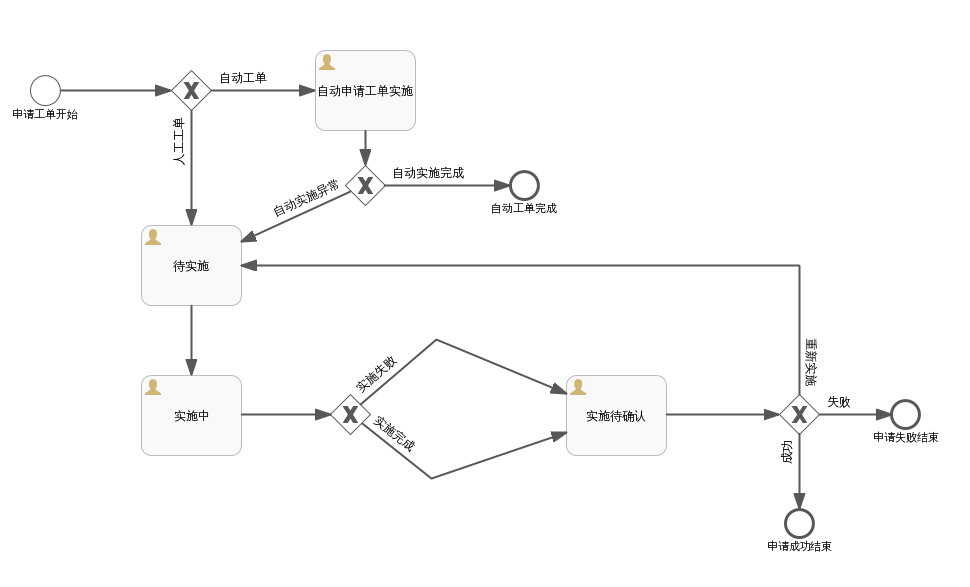 自动工单
自动申请工单实施
申请工单开始
人工工单
自动实施完成
自动实施异常
自动工单完成
待实施
重新实施
实施失败
失败
实施中
实施待确认
实施完成
申请失败结束
成功
申请成功结束